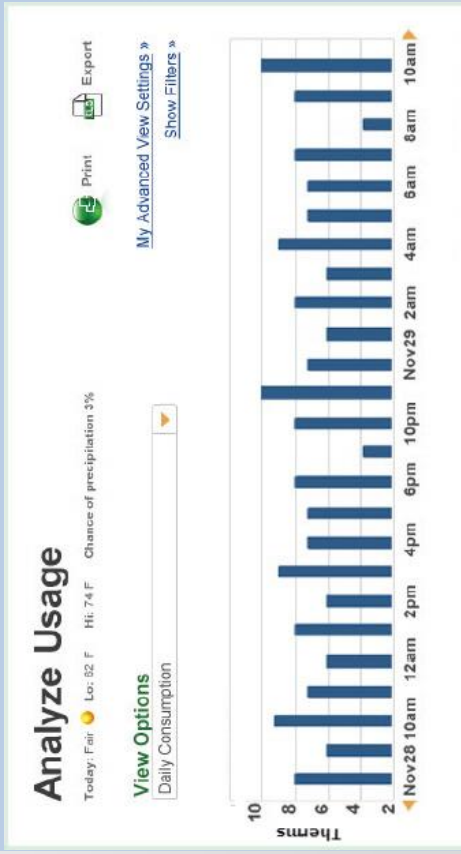 Analyze Usage
Print
Export
Today: Fair Lo: 62 F Hi: 74 F Chance of precipitation 3%
My Advanced View Settings »
Show Filters »
View Options
Daily Consumption
Therms
10
8
6
4
2
Nov28 10am 12am 2pm 4pm 6pm 10pm Nov29 2am 4am 6am 8am 10am